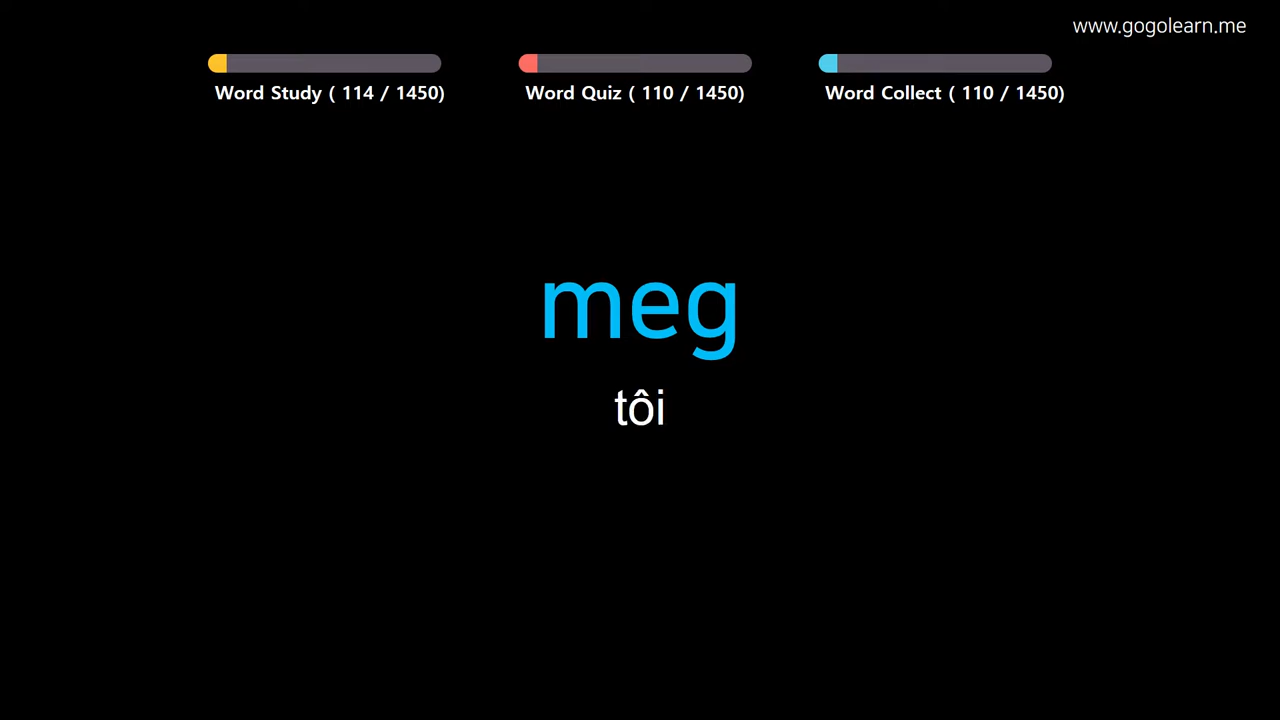 www.gogolearn.me
Word Study ( 114 / 1450)
Word Quiz ( 110 / 1450)
Word Collect ( 110 / 1450)
meg
tôi